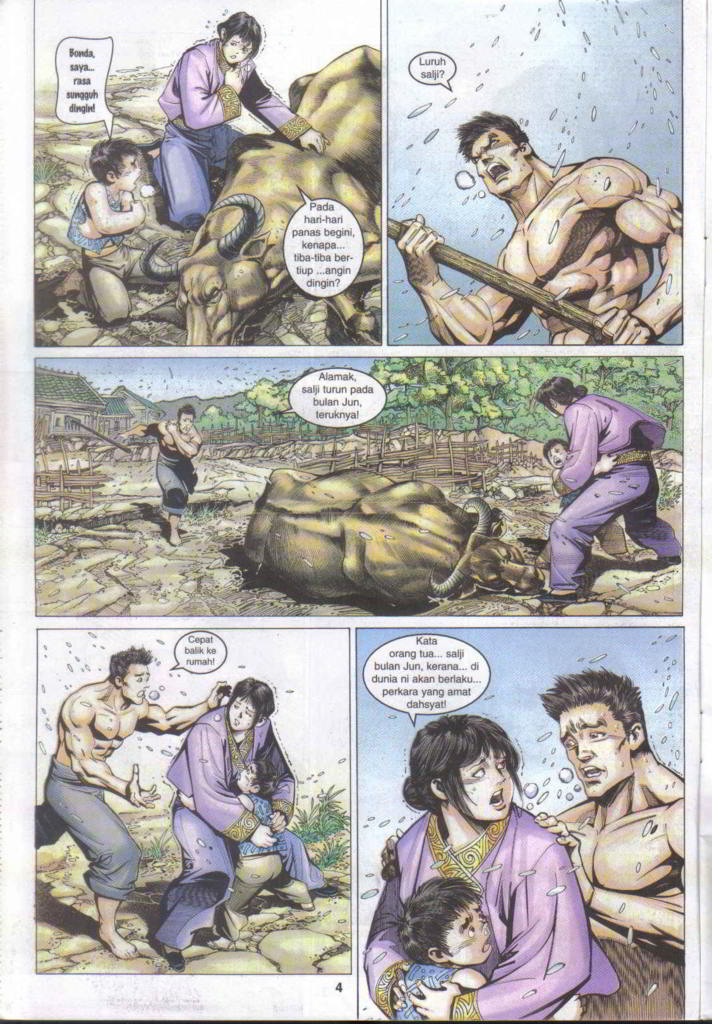 Bonda,
saya...
rasa
sungguh
dingin!
Pada
hari-hari
panas begini,
kenapa...
tiba-tiba ber-
tiup ...angin
dingin?
Luruh
salji?
Alamak,
salji turun pada
bulan Jun,
teruknya!
Cepat
balik ke
rumah!
Kata
orang tua... salji
bulan Jun, kerana... di
dunia ni akan berlaku...
perkara yang amat
dahsyat!
4